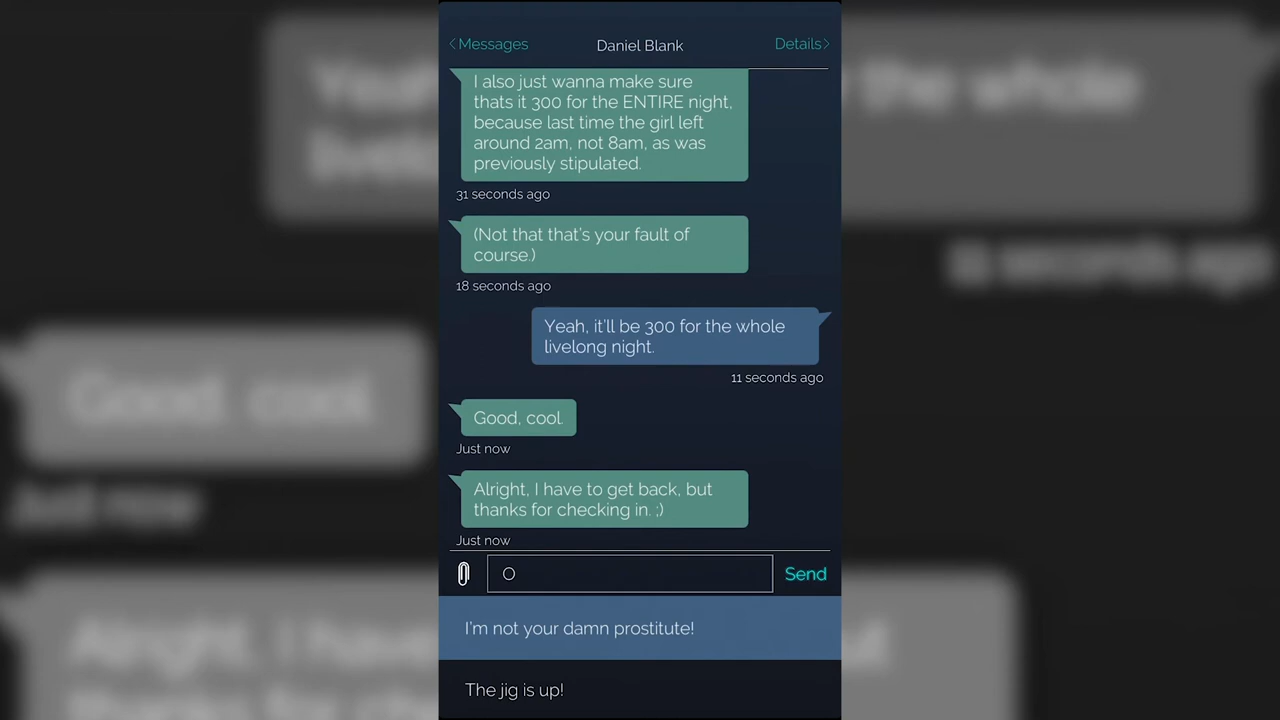 Messages
Daniel Blank
Details
I also just wanna make sure
thats it 300 for the ENTIRE night,
because last time the girl left
around 2am, not 8am, as was
previously stipulated.
31 seconds ago
(Not that that's your fault of
course.)
18 seconds ago
Yeah, it'll be 300 for the whole
livelong night.
11 seconds ago
Good, cool.
Just now
Alright, I have to get back, but
thanks for checking in. ;)
Just now
O
Send
I'm not your damn prostitute!
The jig is up!